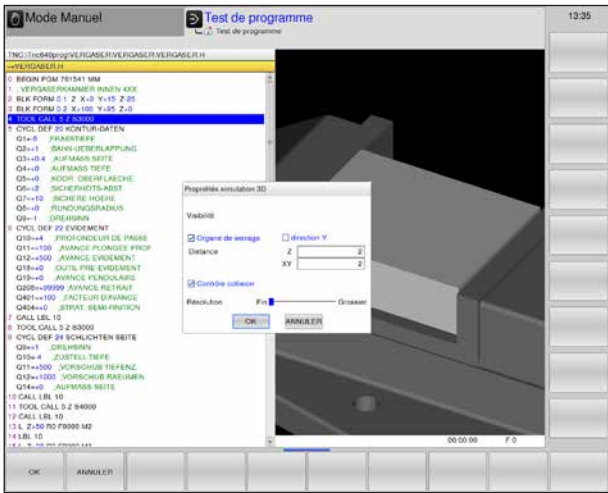 Mode Manuel
Test de programme
Test de programme
13:35
TNC:\nc640\prog\VERGASER\VERGASER\VERGASER.H
→VERGASER.H
0 BEGIN PGM 701541 MM
1 ; VERGASERKAMMER INNEN 4XX
2 BLK FORM 0.1 Z X+0 Y+15 Z-25
3 BLK FORM 0.2 X+100 Y+95 Z+0
4 TOOL CALL 5 Z S3000
5 CYCL DEF 20 KONTUR-DATEN
Q1=-8 ;FRAESTIEFE
Q2=+1 ;BAHN-UEBERLAPPUNG
Q3=+0.4 ;AUFMASS SEITE
Q4=+0 ;AUFMASS TIEFE
Q5=+0 ;KOOR. OBERFLAECHE
Q6=+2 ;SICHERHEITS-ABST.
Q7=+10 ;SICHERE HOEHE
Q8=+0 ;RUNDUNGSRADIUS
Q9=-1 ;DREHSINN
6 CYCL DEF 22 EVIDEMENT
Q10=+4 ;PROFONDEUR DE PASSE
Q11=+100 ;AVANCE PLONGEE PROF.
Q12=+500 ;AVANCE EVIDEMENT
Q18=+0 ;OUTIL PRE-EVIDEMENT
Q19=+0 ;AVANCE PENDULAIRE
Q208=+99999 ;AVANCE RETRAIT
Q401=+100 ;FACTEUR D'AVANCE
Q404=+0 ;STRAT. SEMI-FINITION
7 CALL LBL 10
8 TOOL CALL 5 Z S3000
9 CYCL DEF 24 SCHLICHTEN SEITE
Q9=+1 ;DREHSINN
Q10=-4 ;ZUSTELL-TIEFE
Q11=+500 ;VORSCHUB TIEFENZ.
Q12=+1000 ;VORSCHUB RAEUMEN
Q14=+0 ;AUFMASS SEITE
10 CALL LBL 10
11 TOOL CALL 5 Z S4000
12 CALL LBL 10
13 L Z+50 R0 F9000 M2
14 LBL 10
Propriétés simulation 3D
Visibilité
Organe de serrage
direction Y
Distance
Z
2
XY
2
Contrôle collision
Résolution
Fin
Grossier
OK
ANNULER
00:00:00
F 0
OK
ANNULER